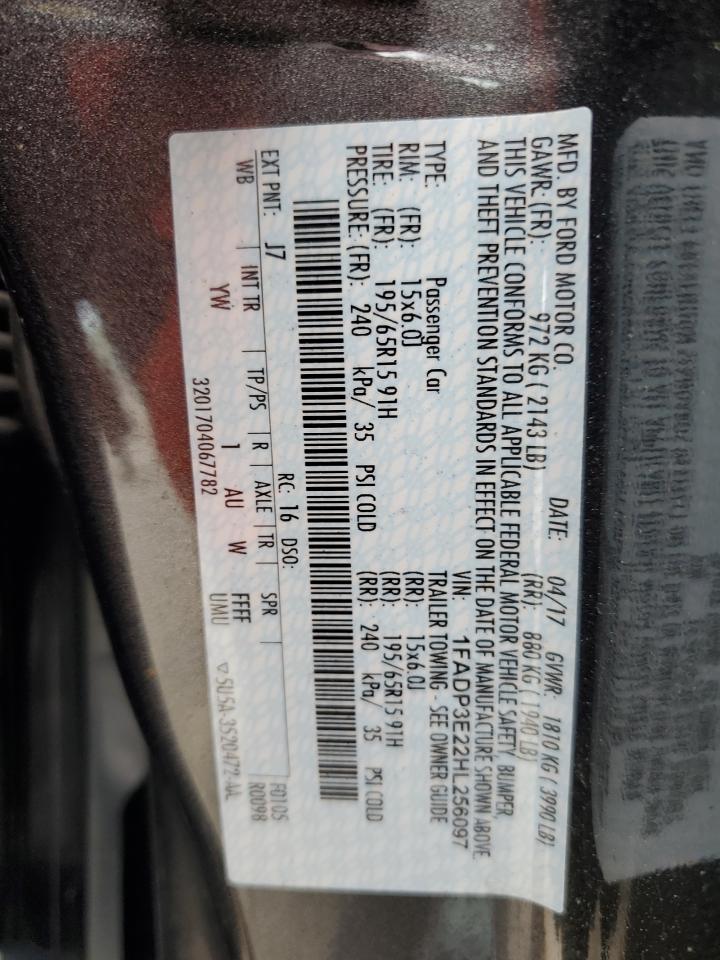 MFD. BY FORD MOTOR CO. DATE: 04/17 GVWR: 1810 KG / 3990 LB)
GAWR: (FR): 972 KG ( 2143 LB) (RR): 880 KG ( 1940 LB)
THIS VEHICLE CONFORMS TO ALL APPLICABLE FEDERAL MOTOR VEHICLE SAFETY, BUMPER,
AND THEFT PREVENTION STANDARDS IN EFFECT ON THE DATE OF MANUFACTURE SHOWN ABOVE.
VIN: 1FADP3E22HL256097
TYPE: Passenger Car TRAILER TOWING - SEE OWNER GUIDE
RIM: (FR): 15x6.0J (RR): 15x6.0J
TIRE: (FR): 195/65R15 91H (RR): 195/65R15 91H
PRESSURE: (FR): 240 kPa/ 35 PSI COLD (RR): 240 kPa/ 35 PSI COLD
RC: 16 DSO: F0105
EXT PNT: J7 R0098
WB INT TR TP/PS R AXLE TR SPR
YW 1 AU W FFFF
3201704067782 UMU ▽5U5A-3520472-AA